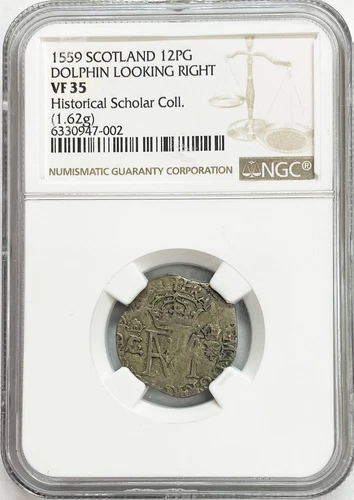 1559 SCOTLAND 12PG
DOLPHIN LOOKING RIGHT
VF 35
Historical Scholar Coll.
(1.62g)
6330947-002
NUMISMATIC GUARANTY CORPORATION
NGC®